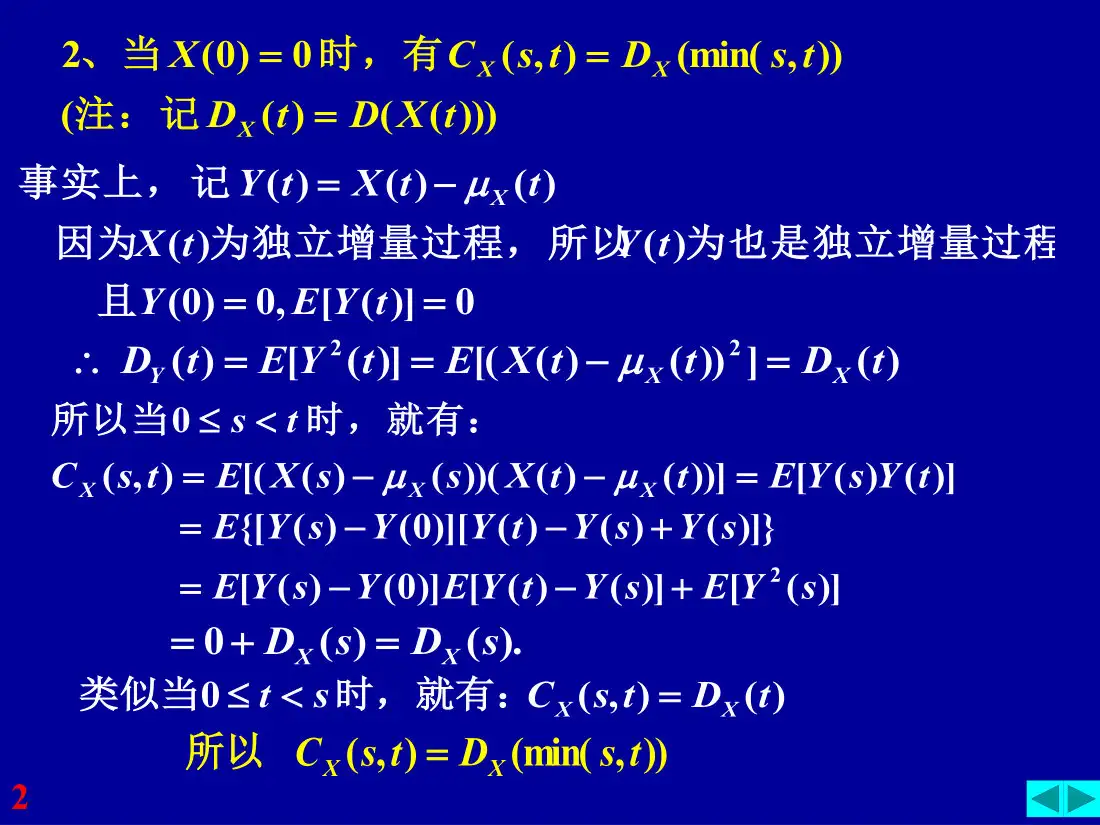 2、当 X(0) = 0 时，有 C_X(s,t) = D_X(min(s,t))
(注：记 D_X(t) = D(X(t)))
事实上，记 Y(t) = X(t) − μ_X(t)
因为X(t)为独立增量过程，所以Y(t)为也是独立增量过程
且Y(0) = 0, E[Y(t)] = 0
∴ D_Y(t) = E[Y²(t)] = E[(X(t) − μ_X(t))²] = D_X(t)
所以当0 ≤ s < t 时，就有：
C_X(s,t) = E[(X(s) − μ_X(s))(X(t) − μ_X(t))] = E[Y(s)Y(t)]
= E{[Y(s) − Y(0)][Y(t) − Y(s) + Y(s)]}
= E[Y(s) − Y(0)]E[Y(t) − Y(s)] + E[Y²(s)]
= 0 + D_X(s) = D_X(s).
类似当0 ≤ t < s 时，就有：C_X(s,t) = D_X(t)
所以 C_X(s,t) = D_X(min(s,t))
2